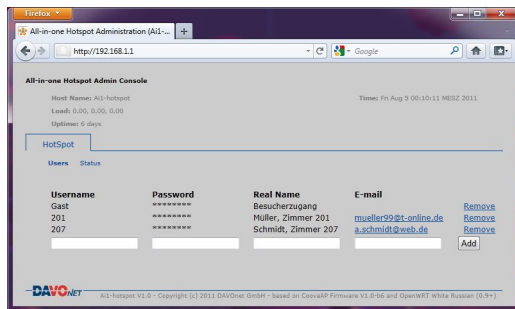 Firefox
All-in-one Hotspot Administration (Ai1-...
http://192.168.1.1
Google
All-in-one Hotspot Admin Console
Host Name: Ai1-hotspot
Time: Fri Aug 5 00:10:11 MESZ 2011
Load: 0.00, 0.00, 0.00
Uptime: 6 days
HotSpot
Users Status
Username Password Real Name E-mail
Gast ******** Besucherzugang Remove
201 ******** Müller, Zimmer 201 mueller99@t-online.de Remove
207 ******** Schmidt, Zimmer 207 a.schmidt@web.de Remove
Add
DAVONET Ai1-hotspot V1.0 - Copyright (c) 2011 DAVOnet GmbH - based on CoovaAP Firmware V1.0-b6 and OpenWRT White Russian (0.9+)